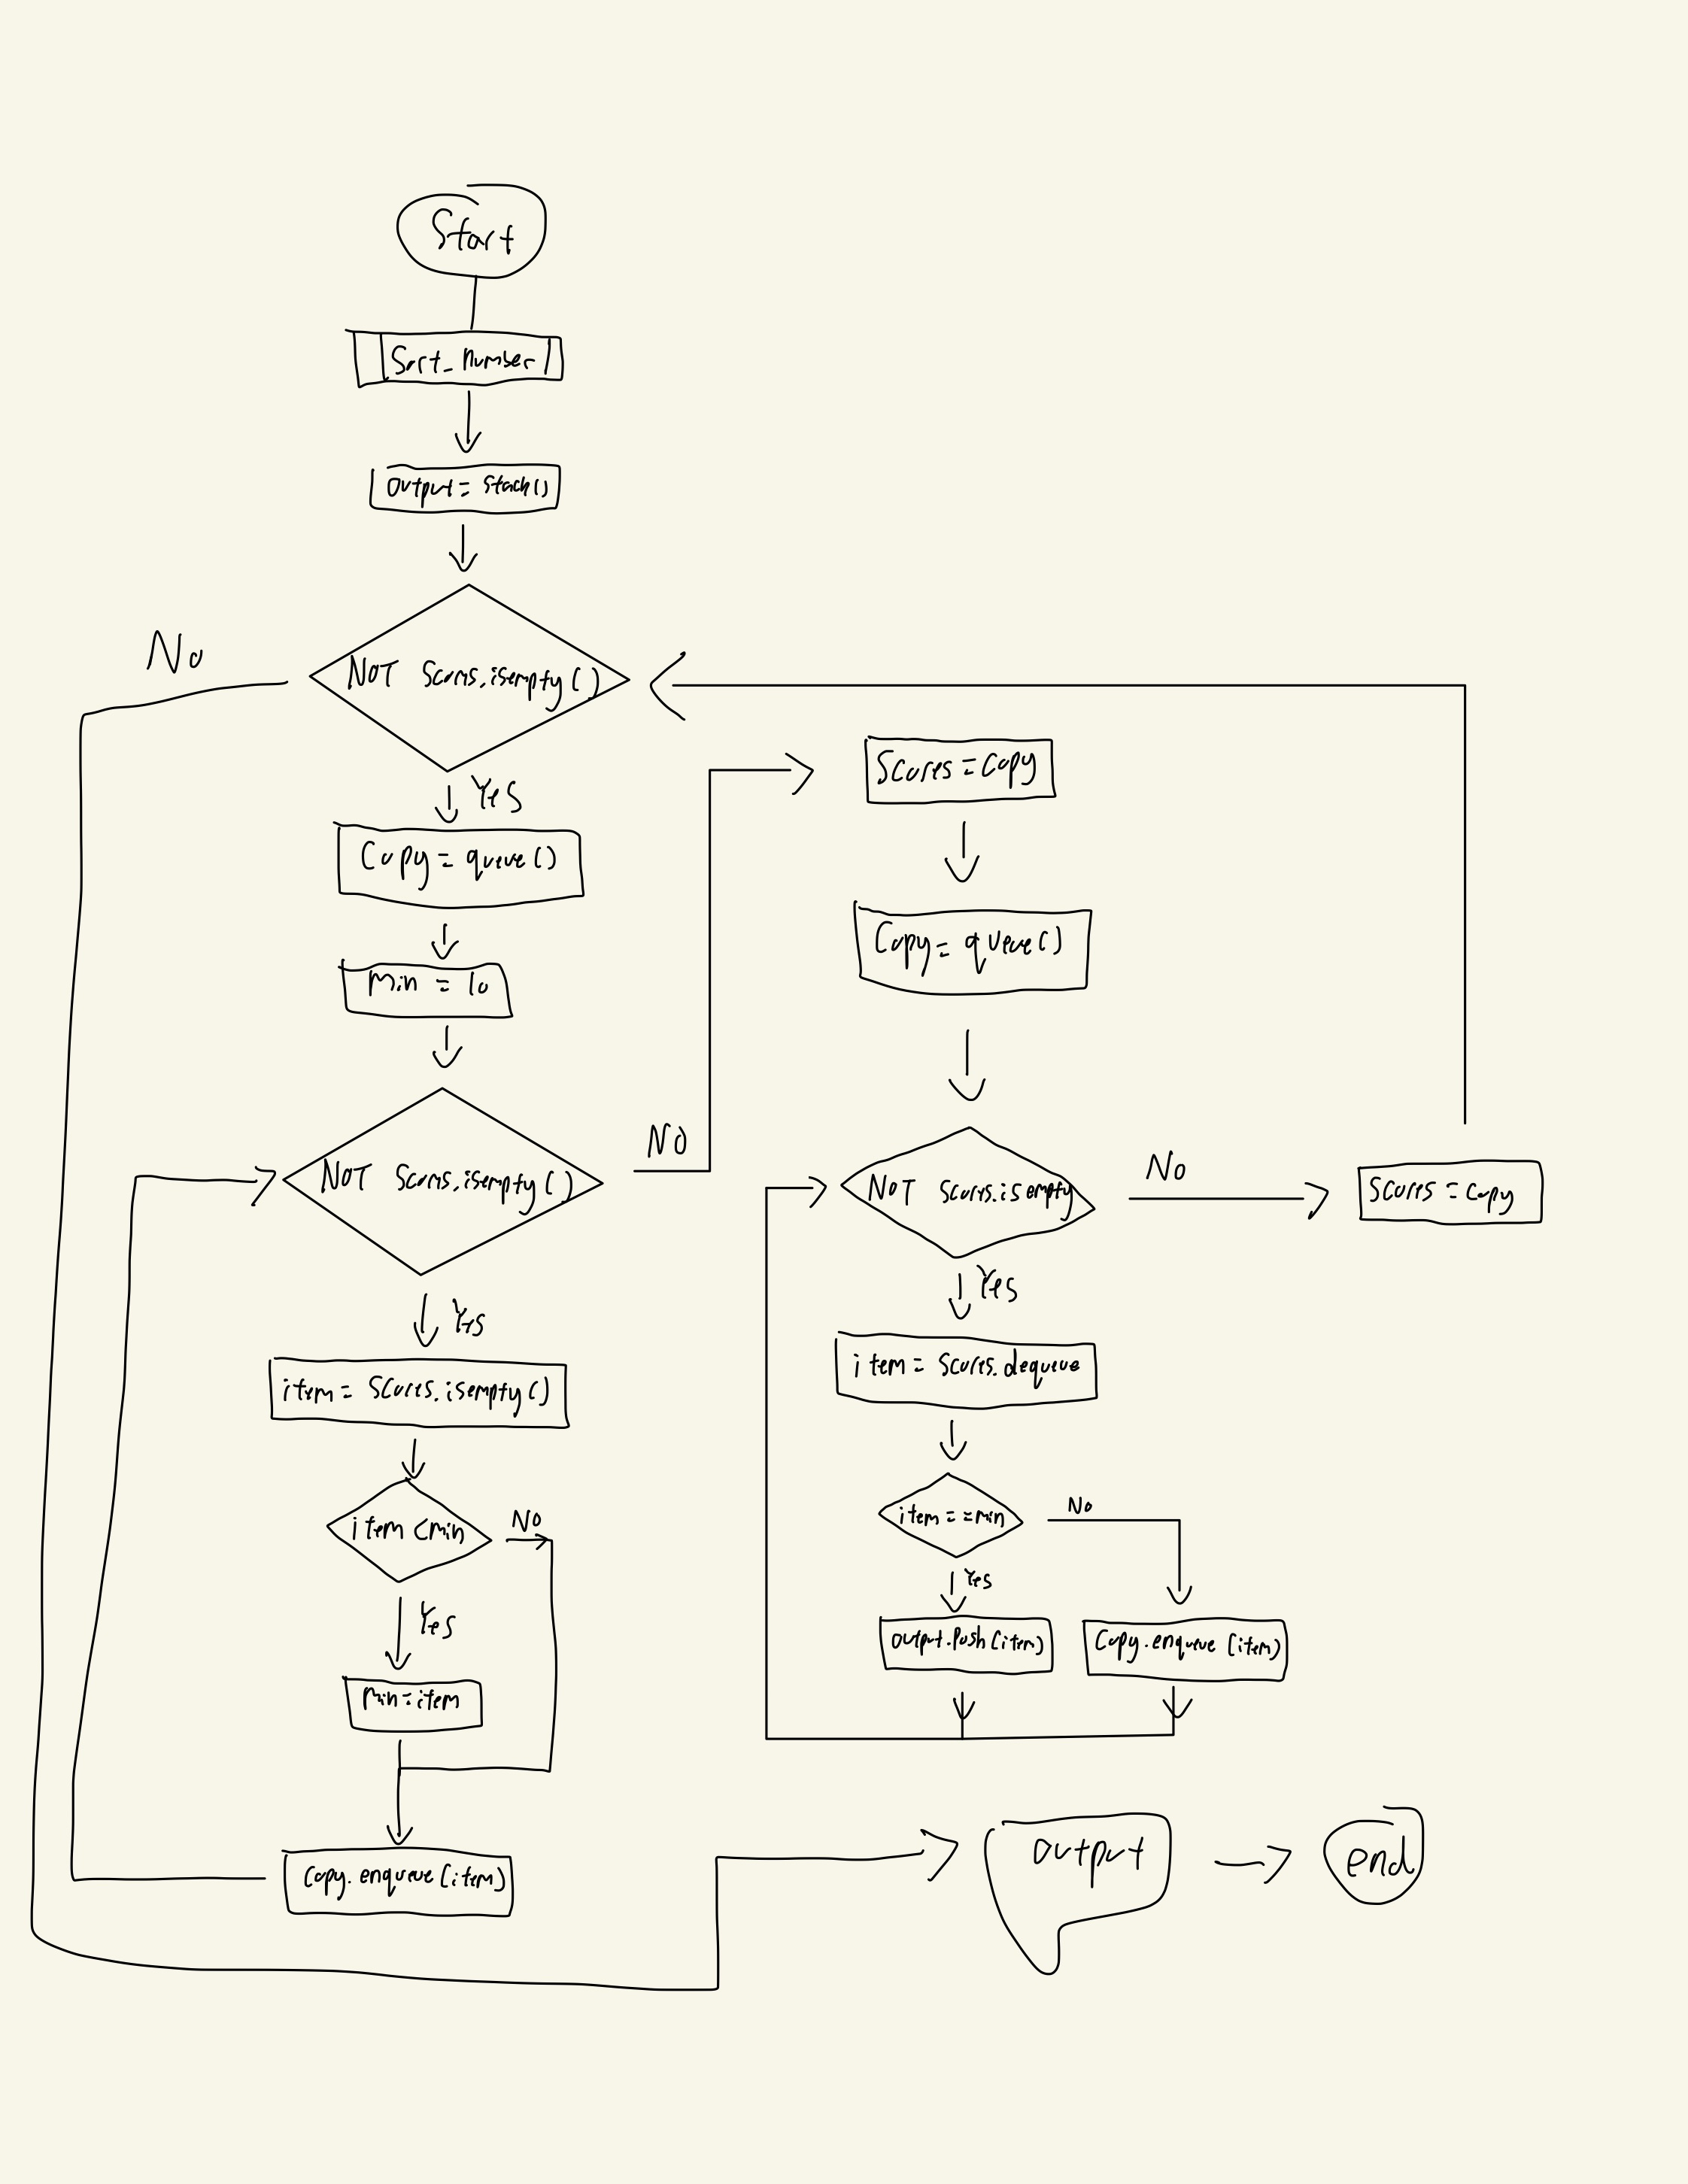 Start
Sort_number
output = stack()
NOT Scores.isempty()
No
Yes
Copy = queue()
Min = 10
NOT Scores.isempty()
NO
Yes
item = Scores.isempty()
item < min
NO
Yes
Min = item
Copy.enqueue(item)
Scores = Copy
Copy = queue()
NOT Scores.isempty
No
Yes
Scores = Copy
item = Scores.dequeue
item == min
No
Yes
output.push(item)
Copy.enqueue(item)
output
end